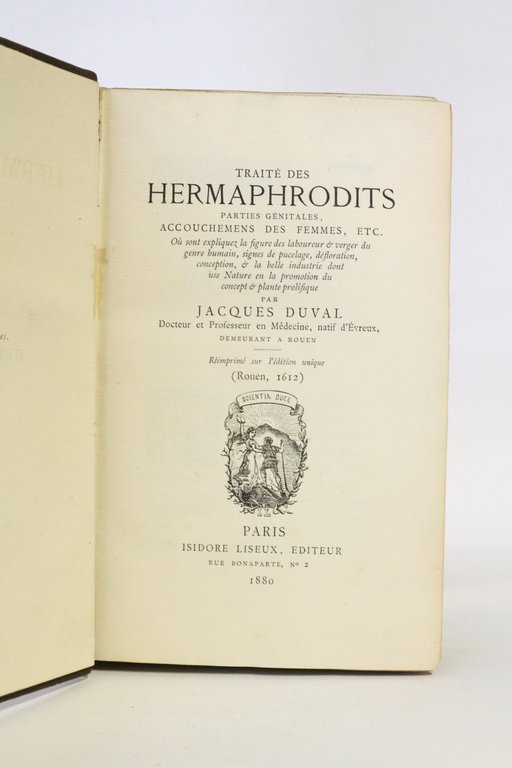 TRAITÉ DES
HERMAPHRODITS
PARTIES GÉNITALES,
ACCOUCHEMENS DES FEMMES, ETC.
Où sont expliquez la figure des laboureur & verger du
genre humain, signes de pucelage, défloration,
conception, & la belle industrie dont
use Nature en la promotion du
concept & plante prolifique
PAR
JACQUES DUVAL
Docteur et Professeur en Médecine, natif d'Évreux,
DEMEURANT A ROUEN
Réimprimé sur l'édition unique
(Rouen, 1612)
SCIENTIA DUCE
PARIS
ISIDORE LISEUX, EDITEUR
RUE BONAPARTE, Nº 2
1880